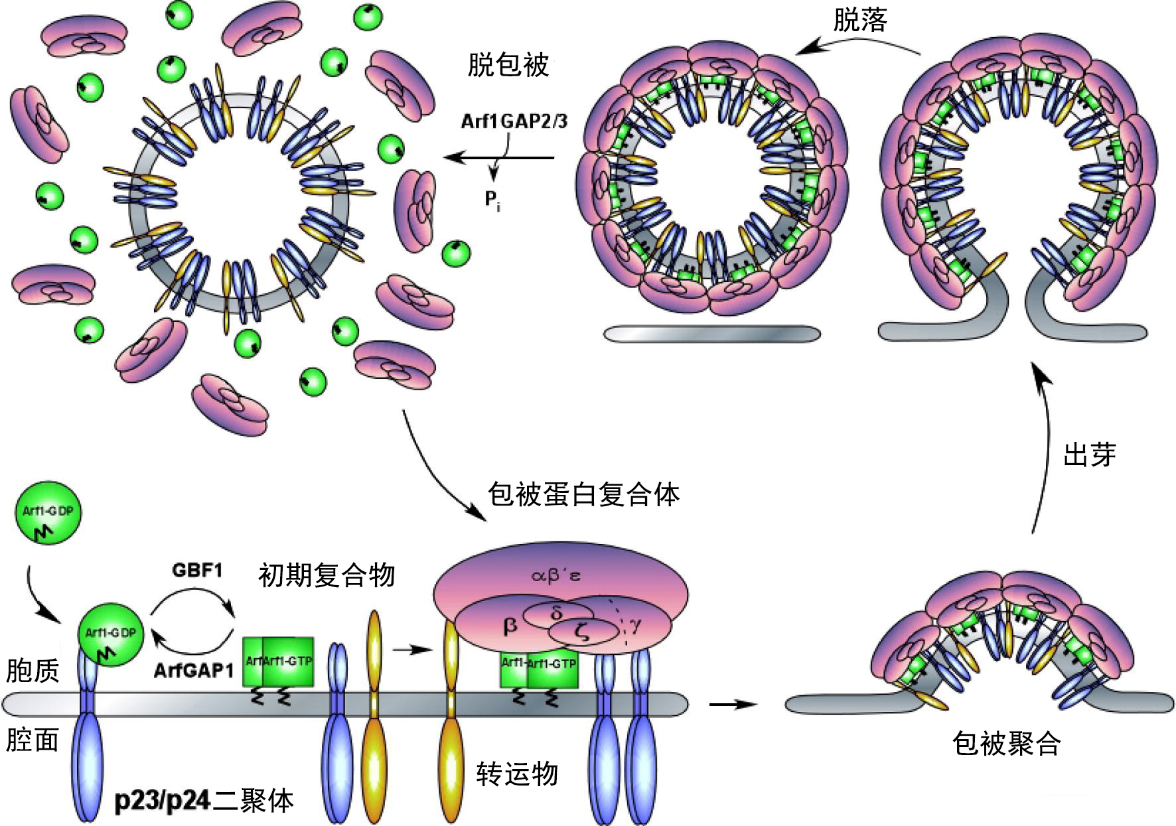 脱落
脱包被
Arf1GAP2/3
Pi
包被蛋白复合体
出芽
Arf1-GDP
GBF1
初期复合物
αβ´ε
δ
β
γ
ζ
Arf1-GDP
ArfGAP1
Arf
Arf1-GTP
Arf1-
Arf1-GTP
胞质
腔面
包被聚合
转运物
p23/p24二聚体